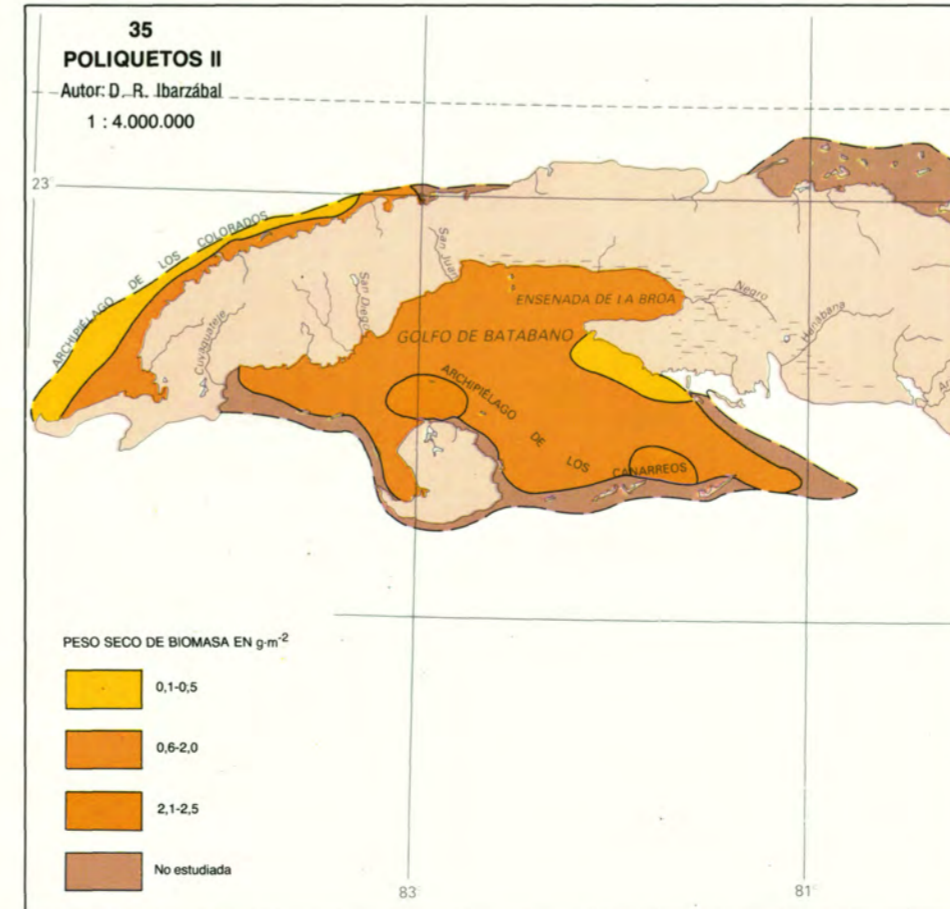 35
POLIQUETOS II
Autor: D. R. Ibarzábal
1 : 4.000.000
23°
ARCHIPIÉLAGO DE LOS COLORADOS
Cuyaguateje
San Diego
San Juan
ENSENADA DE LA BROA
GOLFO DE BATABANO
Negro
Hanabana
ARCHIPIÉLAGO DE LOS CANARREOS
PESO SECO DE BIOMASA EN g·m-2
0,1-0,5
0,6-2,0
2,1-2,5
No estudiada
83°
81°